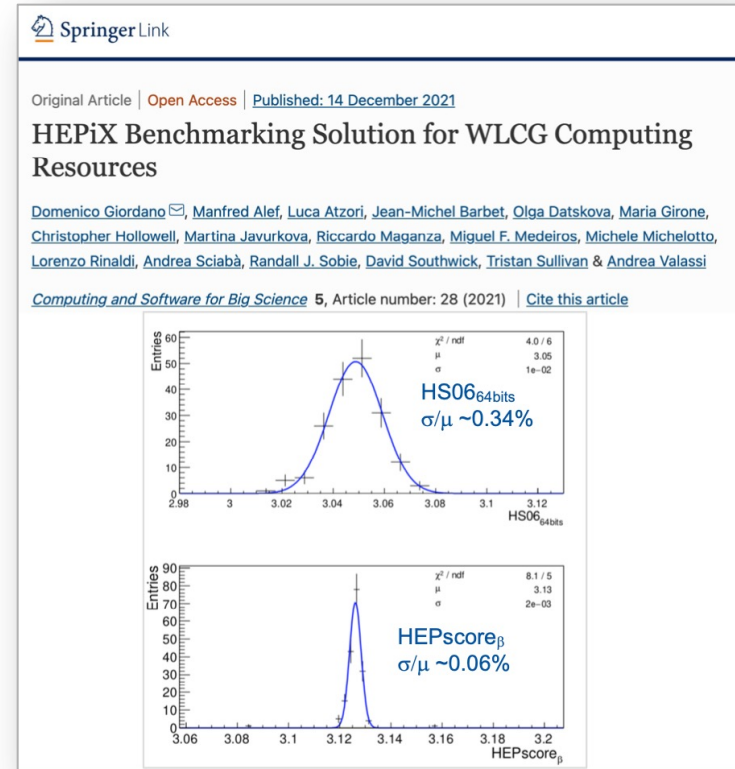 Springer Link
Original Article | Open Access | Published: 14 December 2021
HEPiX Benchmarking Solution for WLCG Computing
Resources
Domenico Giordano, Manfred Alef, Luca Atzori, Jean-Michel Barbet, Olga Datskova, Maria Girone,
Christopher Hollowell, Martina Javurkova, Riccardo Maganza, Miguel F. Medeiros, Michele Michelotto,
Lorenzo Rinaldi, Andrea Sciabà, Randall J. Sobie, David Southwick, Tristan Sullivan & Andrea Valassi
Computing and Software for Big Science 5, Article number: 28 (2021) | Cite this article
Entries
60
50
40
30
20
10
0
χ² / ndf 4.0 / 6
μ 3.05
σ 1e-02
HS06 64bits
σ/μ ~0.34%
2.98 3 3.02 3.04 3.06 3.08 3.1 3.12
HS06 64bits
Entries
90
80
70
60
50
40
30
20
10
0
χ² / ndf 8.1 / 5
μ 3.13
σ 2e-03
HEPscore β
σ/μ ~0.06%
3.06 3.08 3.1 3.12 3.14 3.16 3.18 3.2
HEPscore β